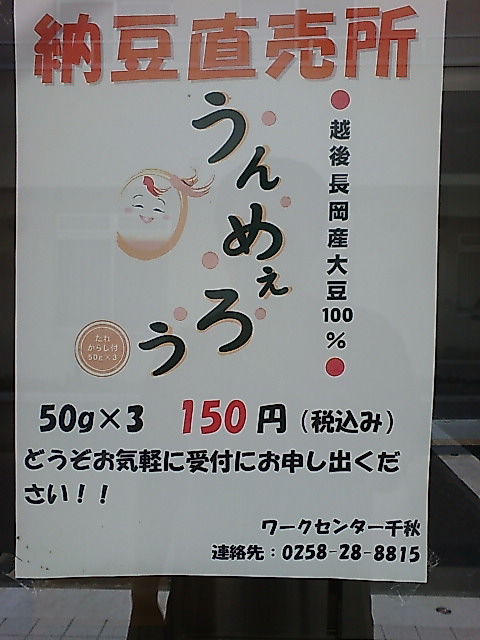 納豆直売所
●越後長岡産大豆100%●
うんめぇろう
たれ
からし付
50g×3
50g×3 150円(税込み)
どうぞお気軽に受付にお申し出くだ
さい!!
ワークセンター千秋
連絡先:0258-28-8815